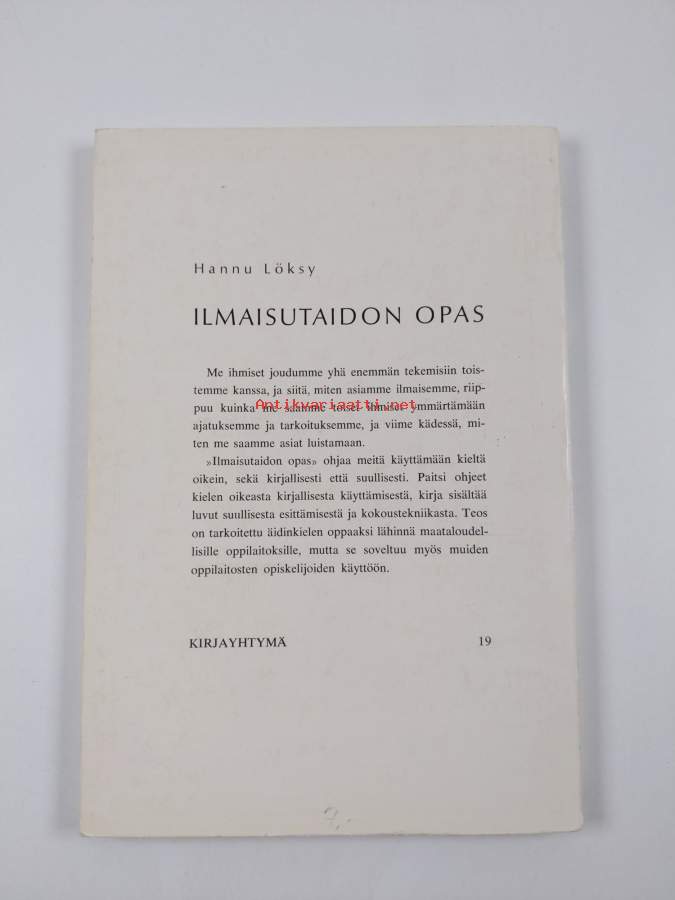 Hannu Löksy
ILMAISUTAIDON OPAS
Me ihmiset joudumme yhä enemmän tekemisiin tois-
temme kanssa, ja siitä, miten asiamme ilmaisemme, riip-
puu kuinka me saamme toiset ihmiset ymmärtämään
Antikvariaatti.net
ajatuksemme ja tarkoituksemme, ja viime kädessä, mi-
ten me saamme asiat luistamaan.
»Ilmaisutaidon opas» ohjaa meitä käyttämään kieltä
oikein, sekä kirjallisesti että suullisesti. Paitsi ohjeet
kielen oikeasta kirjallisesta käyttämisestä, kirja sisältää
luvut suullisesta esittämisestä ja kokoustekniikasta. Teos
on tarkoitettu äidinkielen oppaaksi lähinnä maataloudel-
lisille oppilaitoksille, mutta se soveltuu myös muiden
oppilaitosten opiskelijoiden käyttöön.
KIRJAYHTYMÄ 19